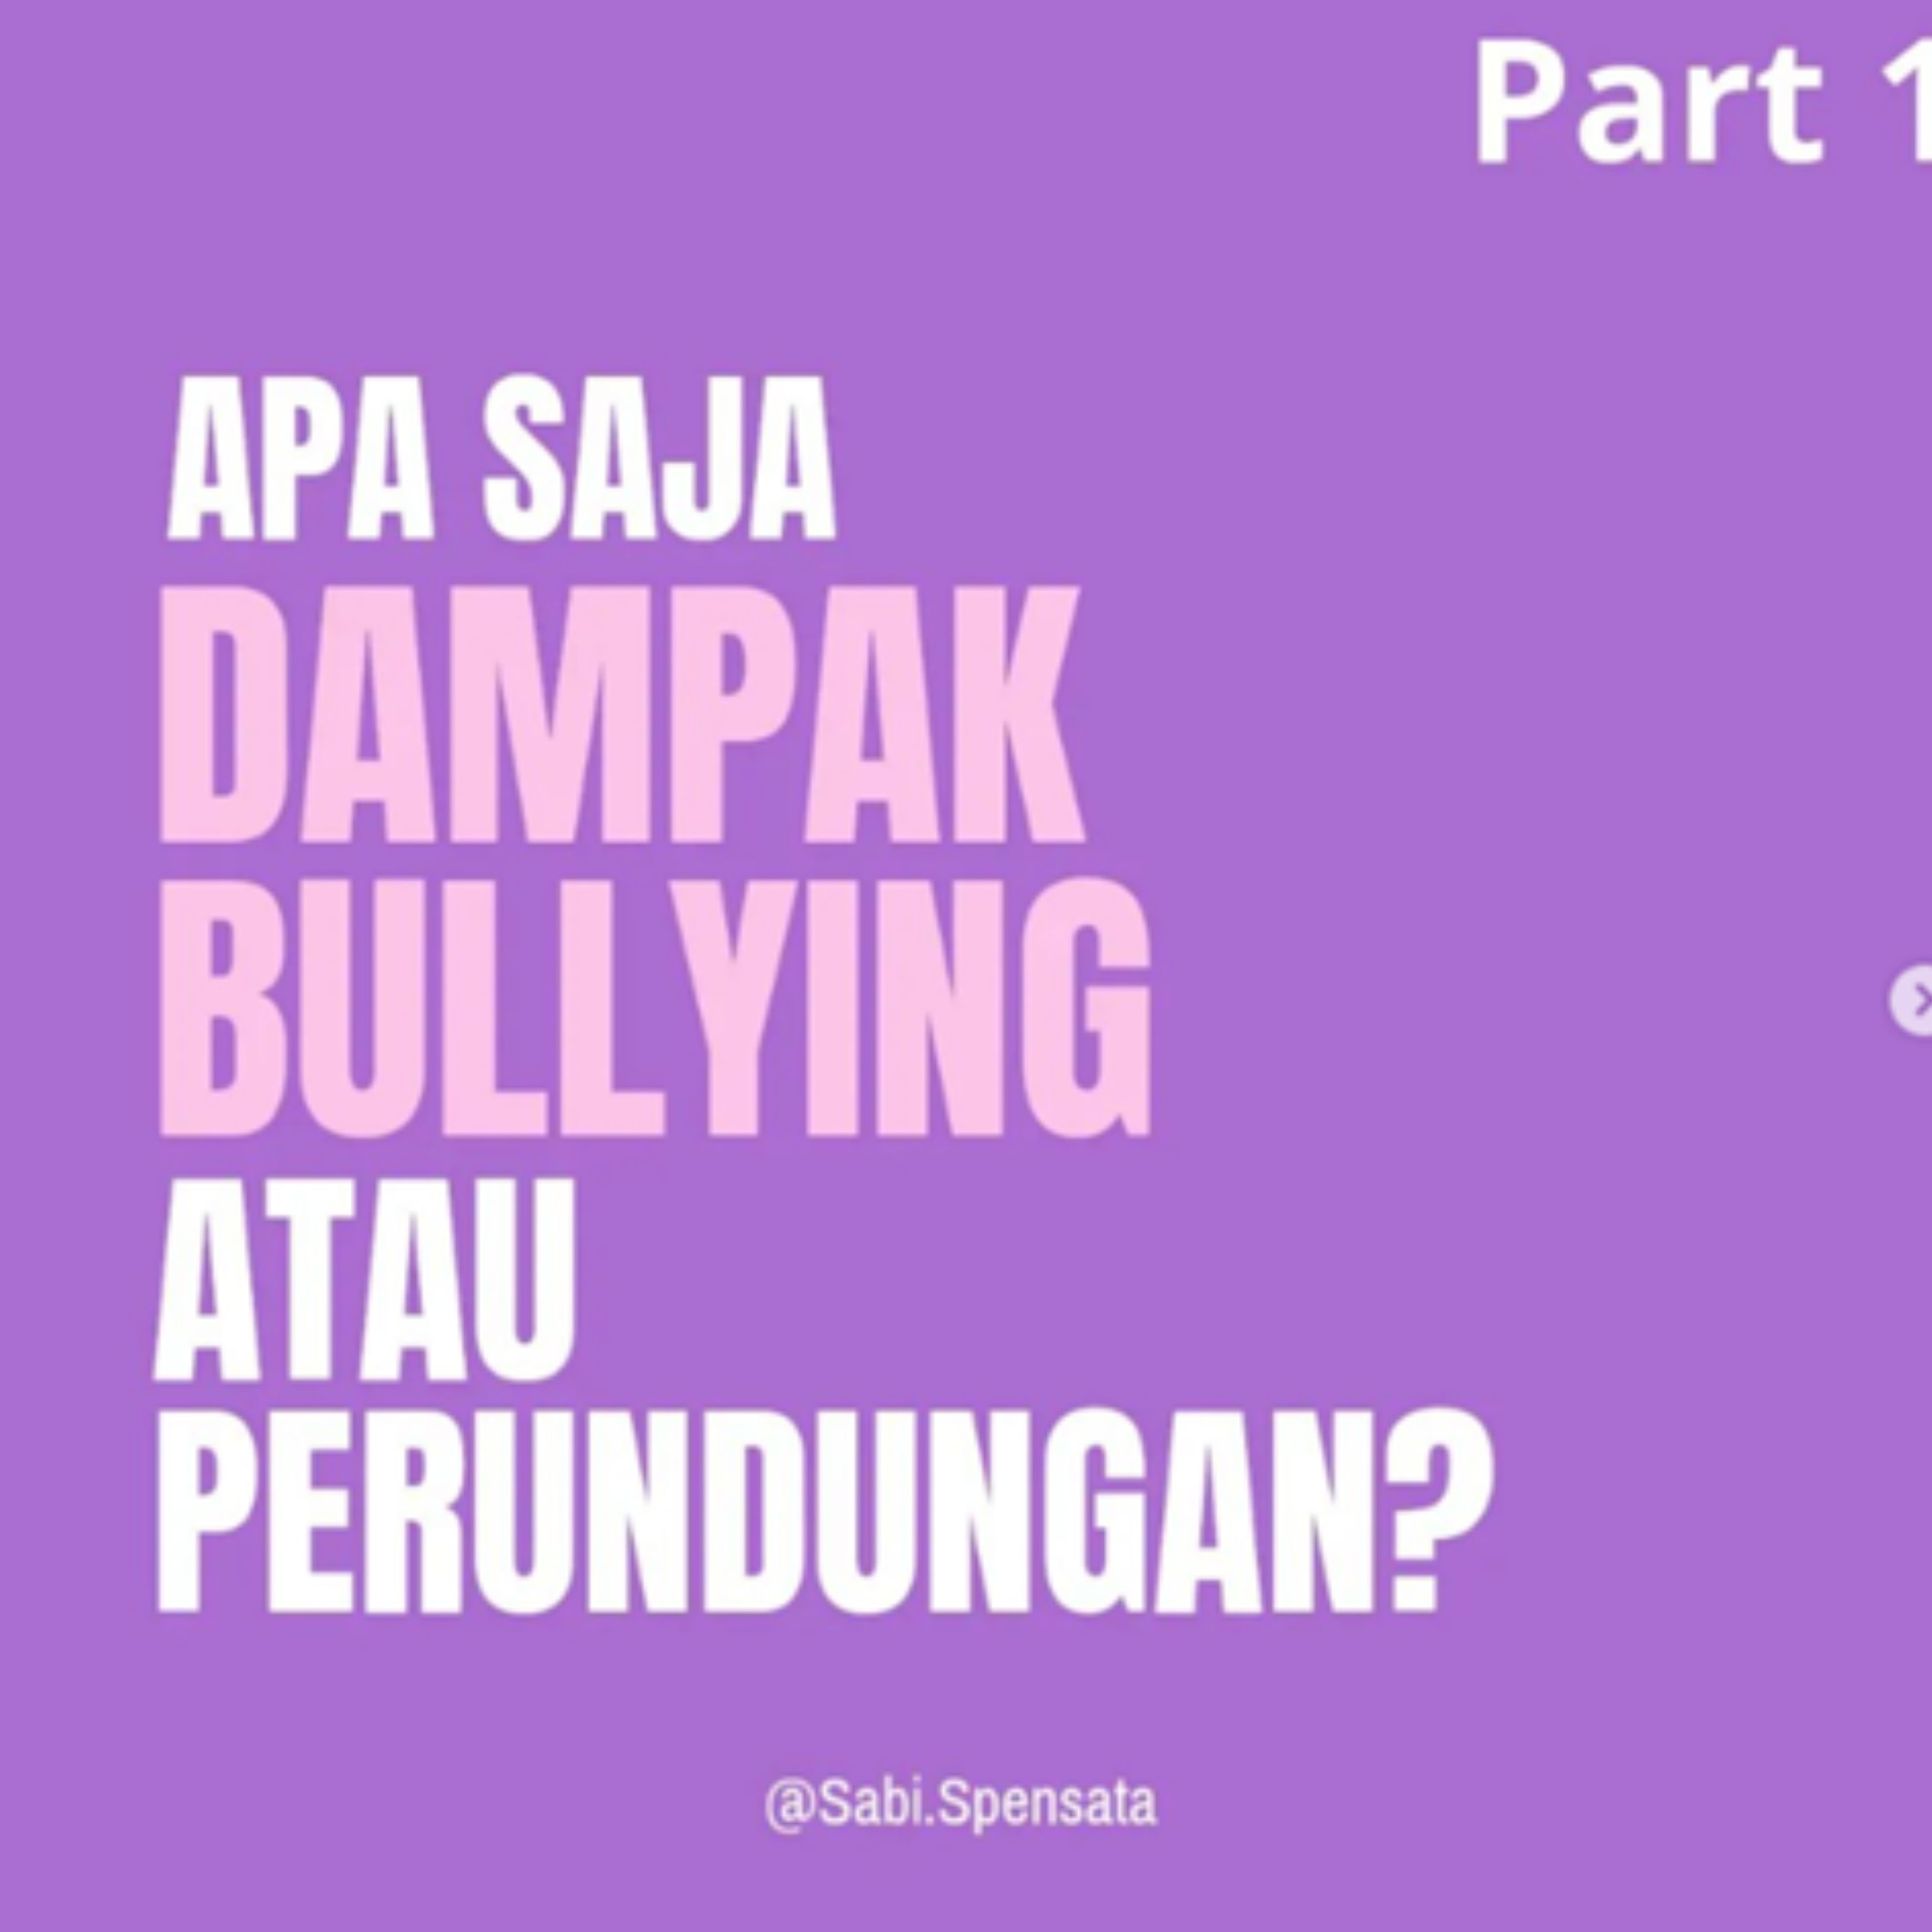 Part 1
APA SAJA
DAMPAK
BULLYING
ATAU
PERUNDUNGAN?
@Sabi.Spensata